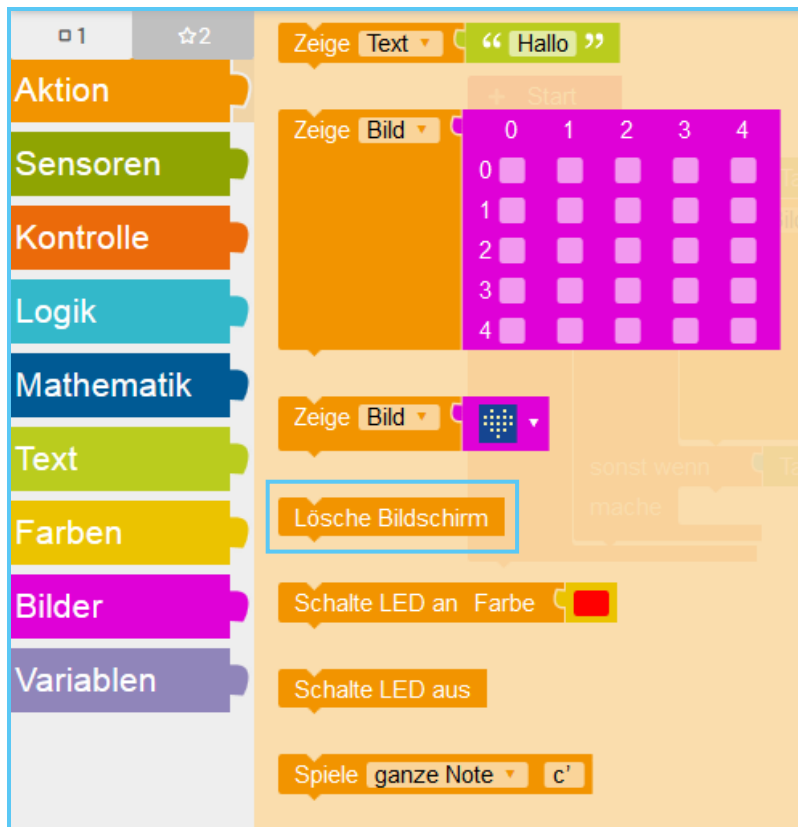 1
2
Aktion
Sensoren
Kontrolle
Logik
Mathematik
Text
Farben
Bilder
Variablen
Zeige Text “ Hallo ”
+ Start
Zeige Bild 0 1 2 3 4
0
1
2
3
4
Zeige Bild
sonst wenn
mache
Lösche Bildschirm
Schalte LED an Farbe
Schalte LED aus
Spiele ganze Note c'